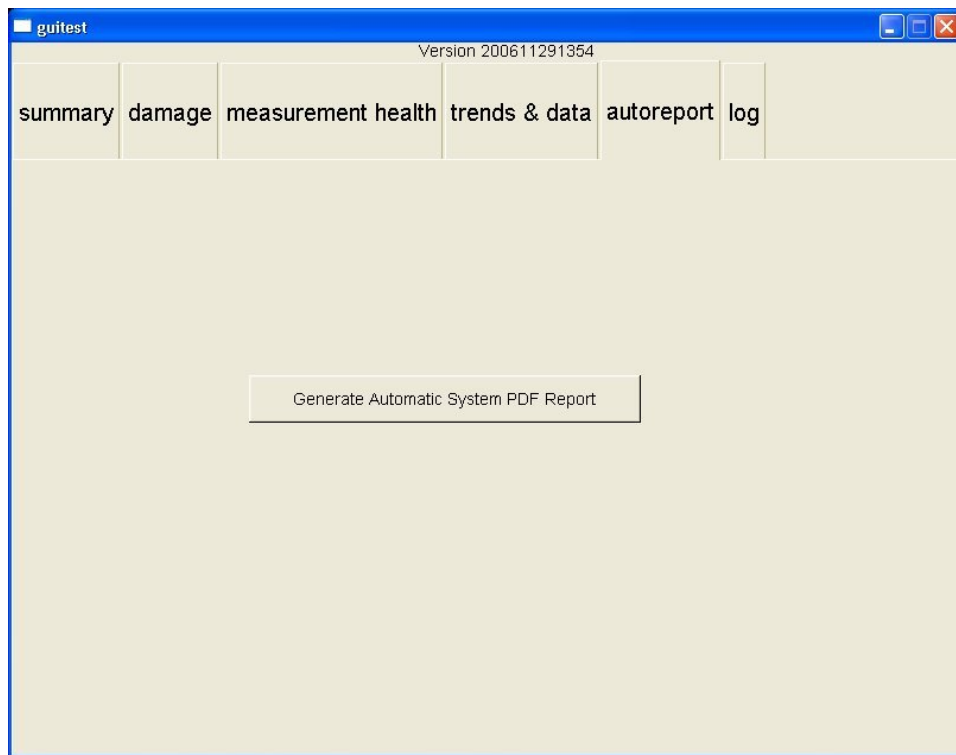 guitest
Version 200611291354
summary damage measurement health trends & data autoreport log
Generate Automatic System PDF Report